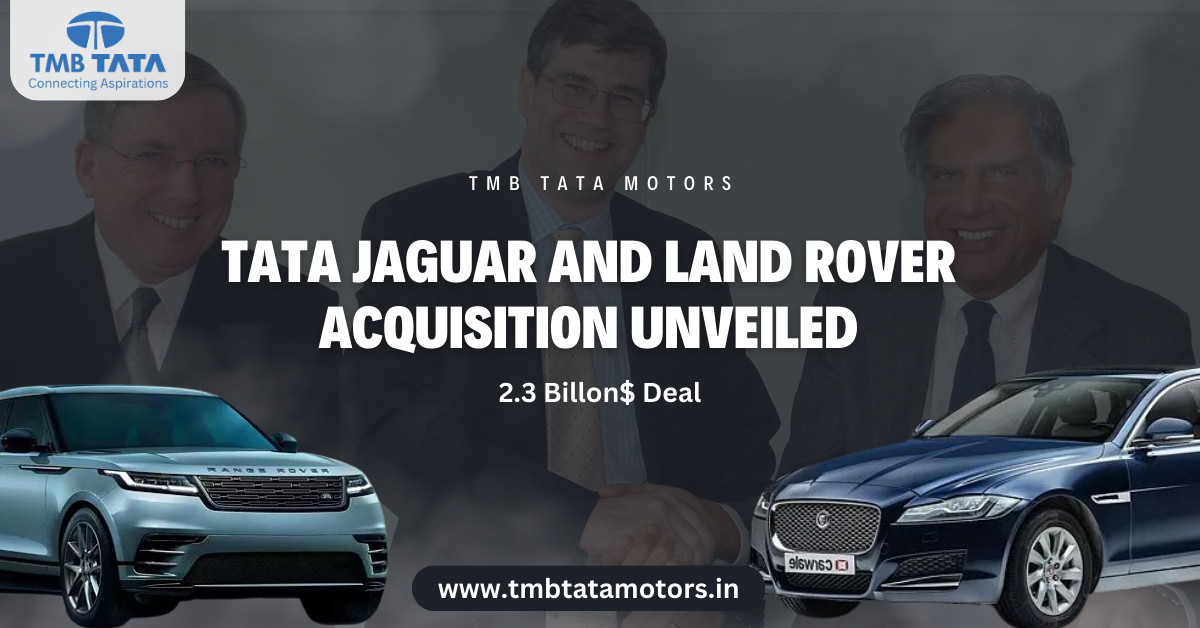 TMB TATA
Connecting Aspirations
TMB TATA MOTORS
TATA JAGUAR AND LAND ROVER
ACQUISITION UNVEILED
2.3 Billon$ Deal
RANGE ROVER
carwale
www.tmbtatamotors.in